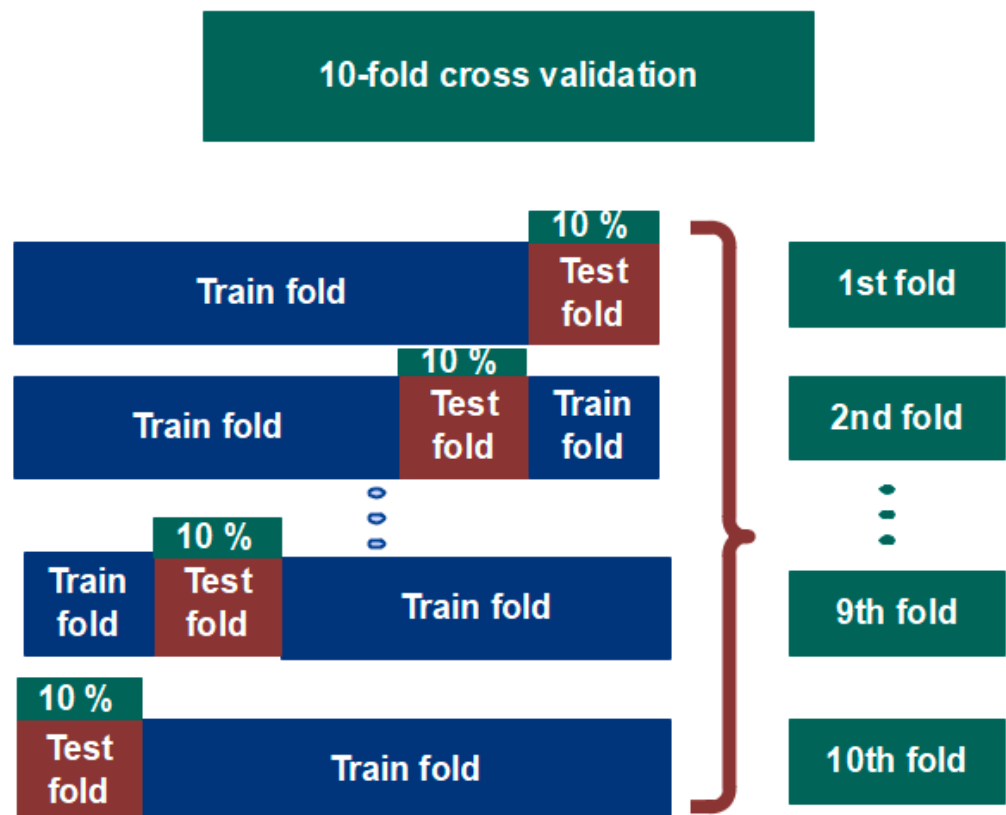 10-fold cross validation
10 %
Train fold
Test
fold
1st fold
10 %
Train fold
Test
fold
Train
fold
2nd fold
10 %
Train
fold
Test
fold
Train fold
9th fold
10 %
Test
fold
Train fold
10th fold